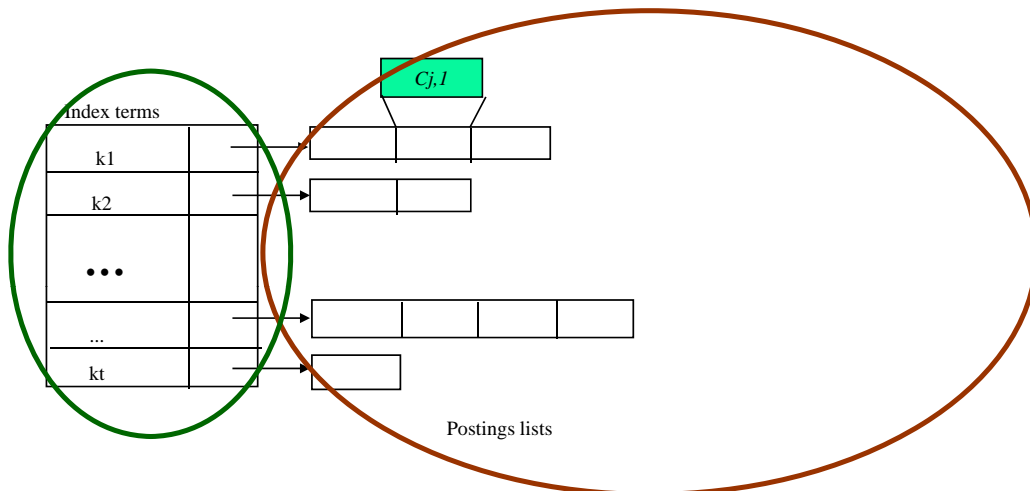 Cj,1
Index terms
k1
k2
•••
...
kt
Postings lists